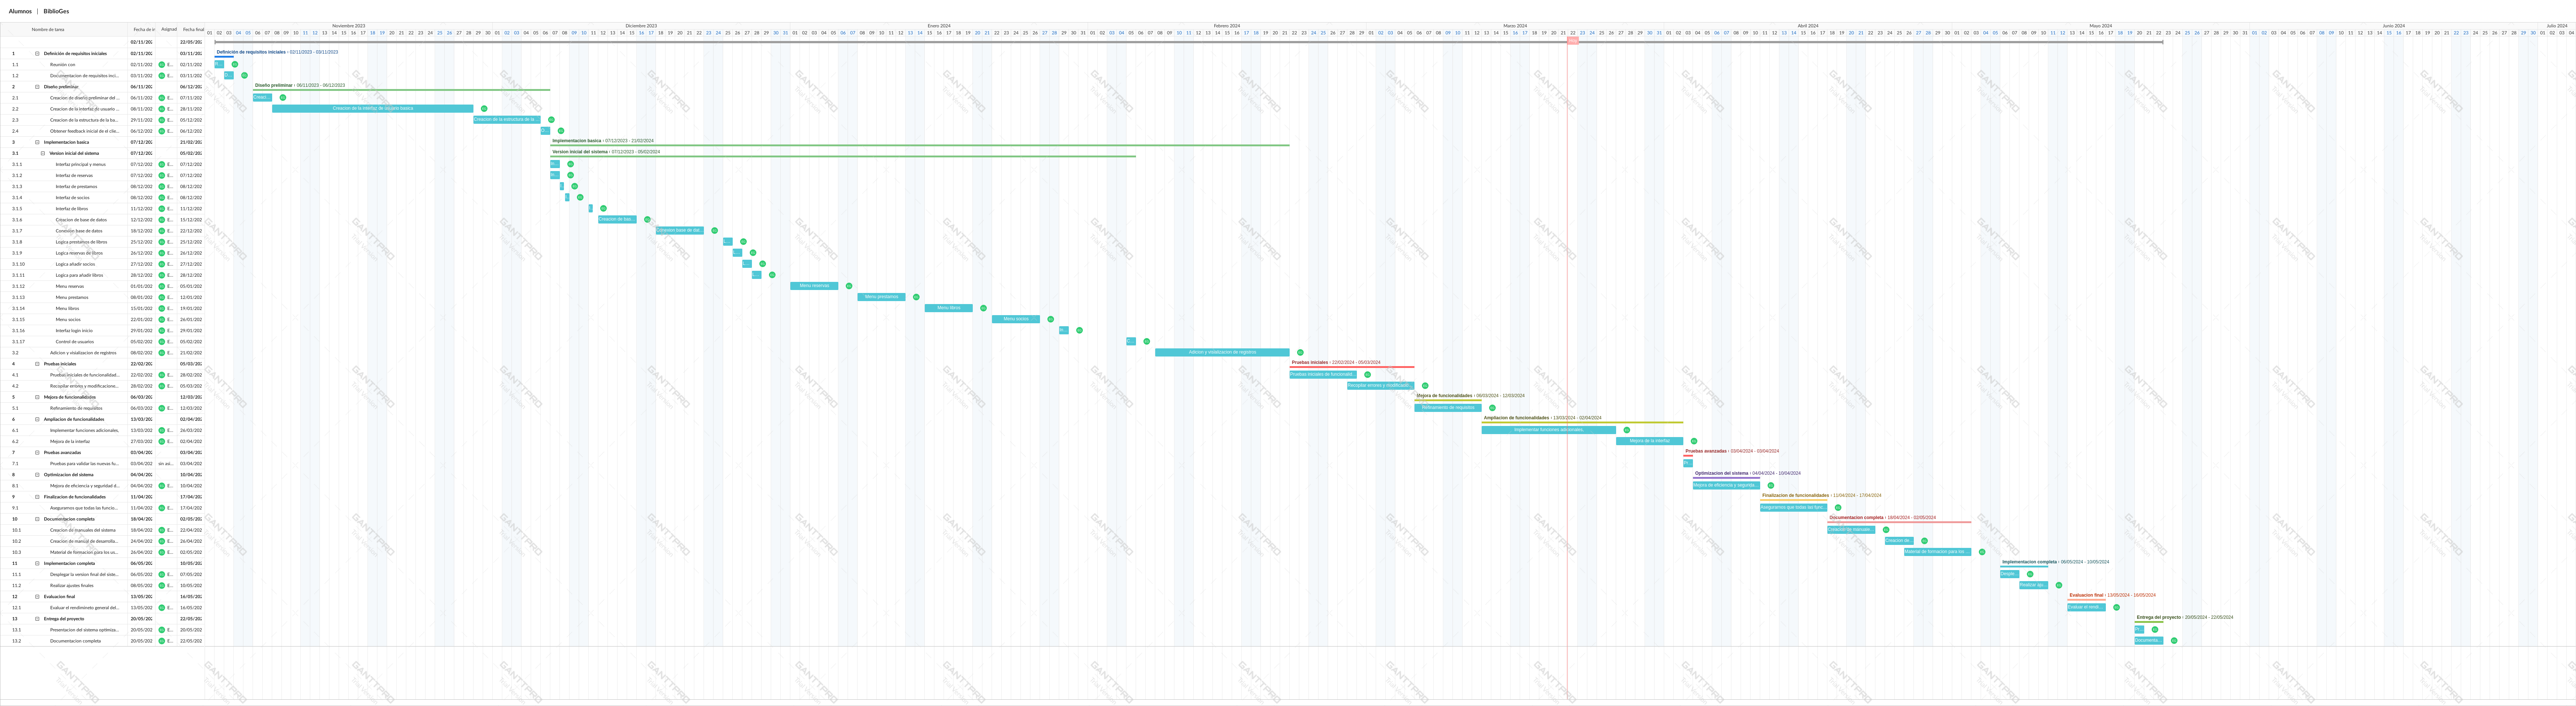 Alumnos | BiblioGes
Noviembre 2023 Diciembre 2023 Enero 2024 Febrero 2024 Marzo 2024 Abril 2024 Mayo 2024 Junio 2024 Julio 2024
Nombre de tarea Asignad Fecha final
02/11/202 22/05/202
1 Definición de requisitos iniciales 02/11/202 03/11/202 Definición de requisitos iniciales • 02/11/2023 - 03/11/2023
1.1 Reunión con 02/11/202 E... 02/11/202
1.2 Documentacion de requisitos inici... 03/11/202 E... 03/11/202
2 Diseño preliminar 06/11/202 06/12/202 Diseño preliminar • 06/11/2023 - 06/12/2023
2.1 Creacion de diseño preliminar del ... 06/11/202 E... 07/11/202
2.2 Creacion de la interfaz de usuario ... 08/11/202 E... 28/11/202 Creacion de la interfaz de usuario basica
2.3 Creacion de la estructura de la ba... 29/11/202 E... 05/12/202 Creacion de la estructura de la ...
2.4 Obtener feedback inicial de el clie... 06/12/202 E... 06/12/202
3 Implementacion basica 07/12/202 21/02/202 Implementacion basica • 07/12/2023 - 21/02/2024
3.1 Version inicial del sistema 07/12/202 05/02/202 Version inicial del sistema • 07/12/2023 - 05/02/2024
3.1.1 Interfaz principal y menus 07/12/202 E... 07/12/202
3.1.2 Interfaz de reservas 07/12/202 E... 07/12/202
3.1.3 Interfaz de prestamos 08/12/202 E... 08/12/202
3.1.4 Interfaz de socios 08/12/202 E... 08/12/202
3.1.5 Interfaz de libros 11/12/202 E... 11/12/202
3.1.6 Creacion de base de datos 12/12/202 E... 15/12/202 Creacion de bas...
3.1.7 Conexión base de datos 18/12/202 E... 22/12/202 Conexión base de dat...
3.1.8 Logica prestamos de libros 25/12/202 E... 25/12/202
3.1.9 Logica reservas de libros 26/12/202 E... 26/12/202
3.1.10 Logica añadir socios 27/12/202 E... 27/12/202
3.1.11 Logica para añadir libros 28/12/202 E... 28/12/202
3.1.12 Menu reservas 01/01/202 E... 05/01/202 Menu reservas
3.1.13 Menu prestamos 08/01/202 E... 12/01/202 Menu prestamos
3.1.14 Menu libros 15/01/202 E... 19/01/202 Menu libros
3.1.15 Menu socios 22/01/202 E... 26/01/202 Menu socios
3.1.16 Interfaz login inicio 29/01/202 E... 29/01/202
3.1.17 Control de usuarios 05/02/202 E... 05/02/202
3.2 Adicion y visializacion de registros 08/02/202 E... 21/02/202 Adicion y visializacion de registros
4 Pruebas iniciales 22/02/202 05/03/202 Pruebas iniciales • 22/02/2024 - 05/03/2024
4.1 Pruebas iniciales de funcionalidad... 22/02/202 E... 28/02/202 Pruebas iniciales de funcionalid...
4.2 Recopilar errores y modificacione... 28/02/202 E... 05/03/202 Recopilar errores y modificacio...
5 Mejora de funcionalidades 06/03/202 12/03/202 Mejora de funcionalidades • 06/03/2024 - 12/03/2024
5.1 Refinamiento de requisitos 06/03/202 E... 12/03/202 Refinamiento de requisitos
6 Ampliacion de funcionalidades 13/03/202 02/04/202 Ampliacion de funcionalidades • 13/03/2024 - 02/04/2024
6.1 Implementar funciones adicionales. 13/03/202 E... 26/03/202 Implementar funciones adicionales.
6.2 Mejora de la interfaz 27/03/202 E... 02/04/202 Mejora de la interfaz
7 Pruebas avanzadas 03/04/202 03/04/202 Pruebas avanzadas • 03/04/2024 - 03/04/2024
7.1 Pruebas para validar las nuevas fu... 03/04/202 sin asi... 03/04/202
8 Optimizacion del sistema 04/04/202 10/04/202 Optimizacion del sistema • 04/04/2024 - 10/04/2024
8.1 Mejora de eficiencia y seguridad d... 04/04/202 E... 10/04/202 Mejora de eficiencia y segurida...
9 Finalizacion de funcionalidades 11/04/202 17/04/202 Finalizacion de funcionalidades • 11/04/2024 - 17/04/2024
9.1 Asegurarnos que todas las funcio... 11/04/202 E... 17/04/202 Asegurarnos que todas las func...
10 Documentacion completa 18/04/202 02/05/202 Documentacion completa • 18/04/2024 - 02/05/2024
10.1 Creacion de manuales del sistema 18/04/202 E... 22/04/202 Creacion de manuale...
10.2 Creacion de manual de desarrolla... 24/04/202 E... 26/04/202 Creacion de...
10.3 Material de formacion para los us... 26/04/202 E... 02/05/202 Material de formacion para los ...
11 Implementacion completa 06/05/202 10/05/202 Implementacion completa • 06/05/2024 - 10/05/2024
11.1 Desplegar la version final del siste... 06/05/202 E... 07/05/202
11.2 Realizar ajustes finales 08/05/202 E... 10/05/202 Realizar aju...
12 Evaluacion final 13/05/202 16/05/202 Evaluacion final • 13/05/2024 - 16/05/2024
12.1 Evaluar el rendimineto general del... 13/05/202 E... 16/05/202 Evaluar el rendi...
13 Entrega del proyecto 20/05/202 22/05/202 Entrega del proyecto • 20/05/2024 - 22/05/2024
13.1 Presentacion del sistema optimiza... 20/05/202 E... 20/05/202
13.2 Documentacion completa 20/05/202 E... 22/05/202 Documenta...
GANTTPRO
Trial Version